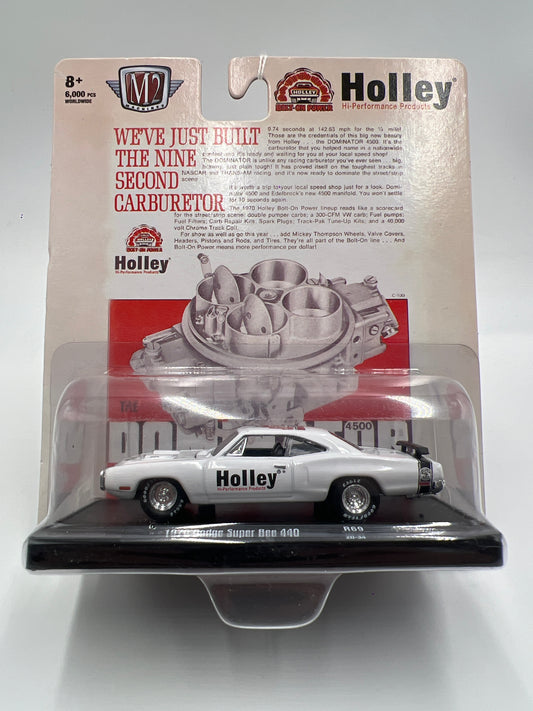 8+
6,000 PCS
WORLDWIDE
M2
MACHINES
HOLLEY
BOLT-ON POWER
Holley®
Hi-Performance Products
WE'VE JUST BUILT
THE NINE
SECOND
CARBURETOR
9.74 seconds at 142.63 mph for the ¼ mile!
Those are the credentials of this big new beauty
from Holley . . . the DOMINATOR 4500. It's the
carburetor that you helped name in a nationwide
contest and it's ready and waiting for you at your local speed shop!
The DOMINATOR is unlike any racing carburetor you've ever seen . . . big,
brawny, just plain tough! It has proved itself on the toughest tracks in
NASCAR and TRANS-AM racing, and it's now ready to dominate the street/strip
scene.
It's worth a trip to your local speed shop just for a look. Domi-
nator 4500 and Edelbrock's new 4500 manifold. You won't settle
for 10 seconds again.
The 1970 Holley Bolt-On Power lineup reads like a scorecard
for the street/strip scene: double pumper carbs; a 300-CFM VW carb; Fuel pumps;
Fuel Filters; Carb Repair Kits, Spark Plugs; Track-Pak Tune-Up Kits; and a 40,000
volt Chrome Track Coil.
For show as well as go this year . . . add Mickey Thompson Wheels, Valve Covers,
Headers, Pistons and Rods, and Tires. They're all part of the Bolt-On line . . . And
Bolt-On Power means more performance per dollar!
BOLT-ON POWER
Holley®
Hi-Performance Products
THE
4500
Holley®
Hi-Performance Products
EAGLE
Dodge Super Bee 440
R69